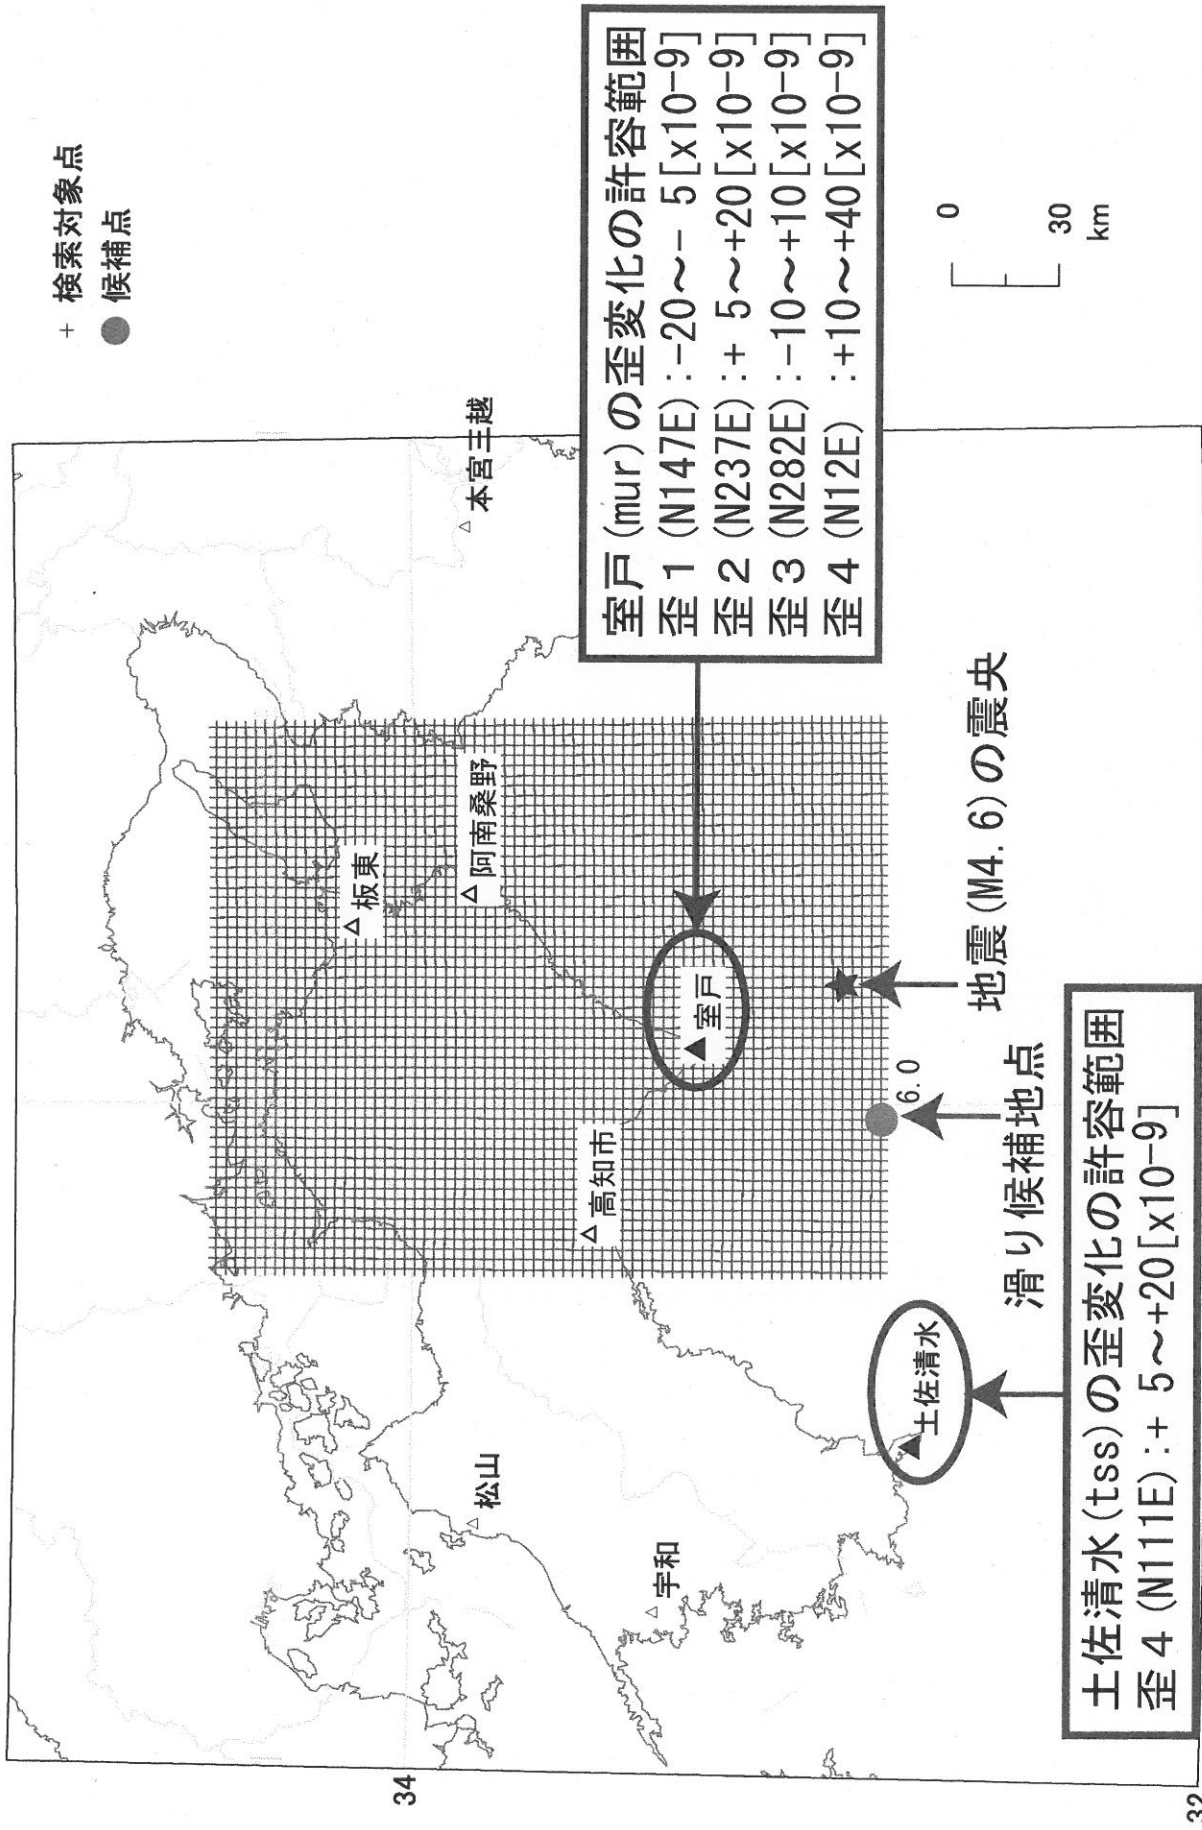 + 検索対象点
● 候補点
34
32
本宮三越
板東
阿南桑野
松山
高知市
宇和
室戸
土佐清水
6.0
室戸(mur)の歪変化の許容範囲
歪1(N147E):-20～- 5[x10-9]
歪2(N237E):+ 5～+20[x10-9]
歪3(N282E):-10～+10[x10-9]
歪4(N12E) :+10～+40[x10-9]
地震(M4.6)の震央
滑り候補地点
土佐清水(tss)の歪変化の許容範囲
歪4(N111E):+ 5～+20[x10-9]
0
30
km